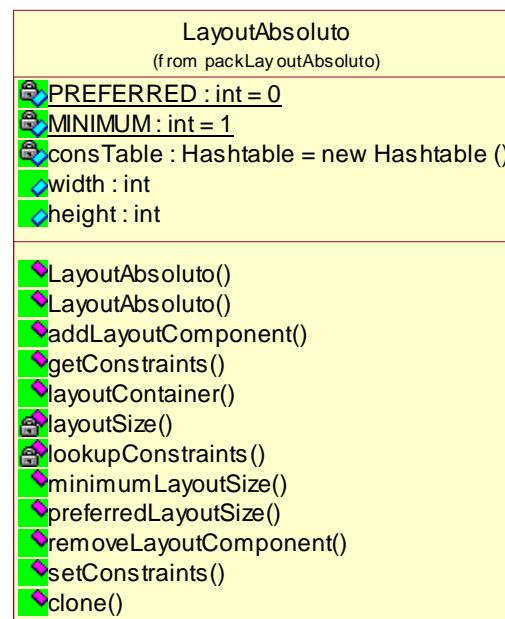 LayoutAbsoluto
(from packLayoutAbsoluto)
PREFERRED : int = 0
MINIMUM : int = 1
consTable : Hashtable = new Hashtable ()
width : int
height : int
LayoutAbsoluto()
LayoutAbsoluto()
addLayoutComponent()
getConstraints()
layoutContainer()
layoutSize()
lookupConstraints()
minimumLayoutSize()
preferredLayoutSize()
removeLayoutComponent()
setConstraints()
clone()